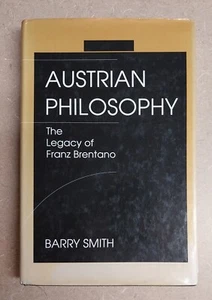 AUSTRIAN
PHILOSOPHY
The
Legacy of
Franz Brentano
BARRY SMITH